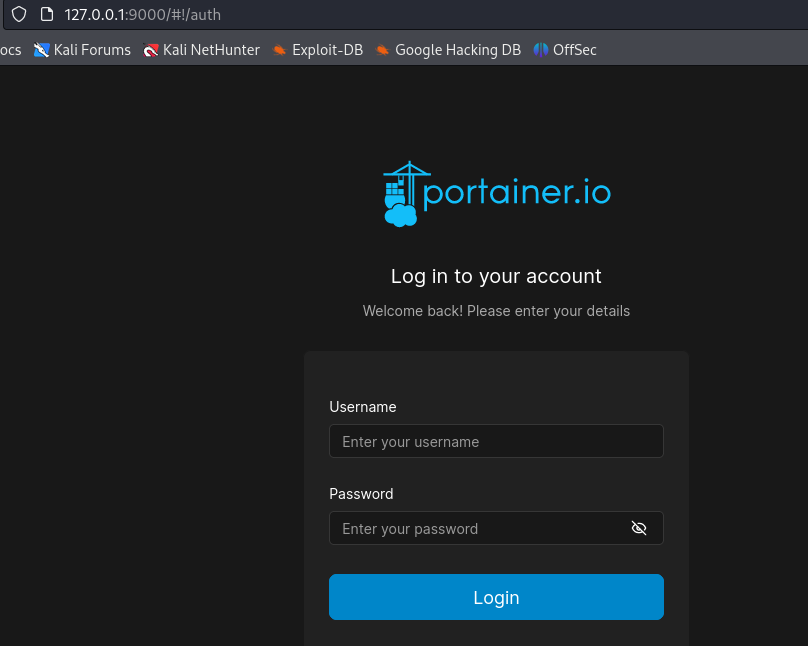 127.0.0.1:9000/#!/auth
ocs Kali Forums Kali NetHunter Exploit-DB Google Hacking DB OffSec
portainer.io
Log in to your account
Welcome back! Please enter your details
Username
Enter your username
Password
Enter your password
Login